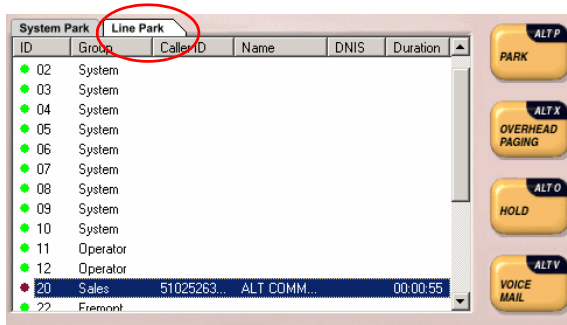 System Park Line Park
ID Group Caller ID Name DNIS Duration
02 System
03 System
04 System
05 System
06 System
07 System
08 System
09 System
10 System
11 Operator
12 Operator
20 Sales 51025263... ALT COMM... 00:00:55
22 Fremont
ALT P
PARK
ALT X
OVERHEAD
PAGING
ALT O
HOLD
ALT V
VOICE
MAIL